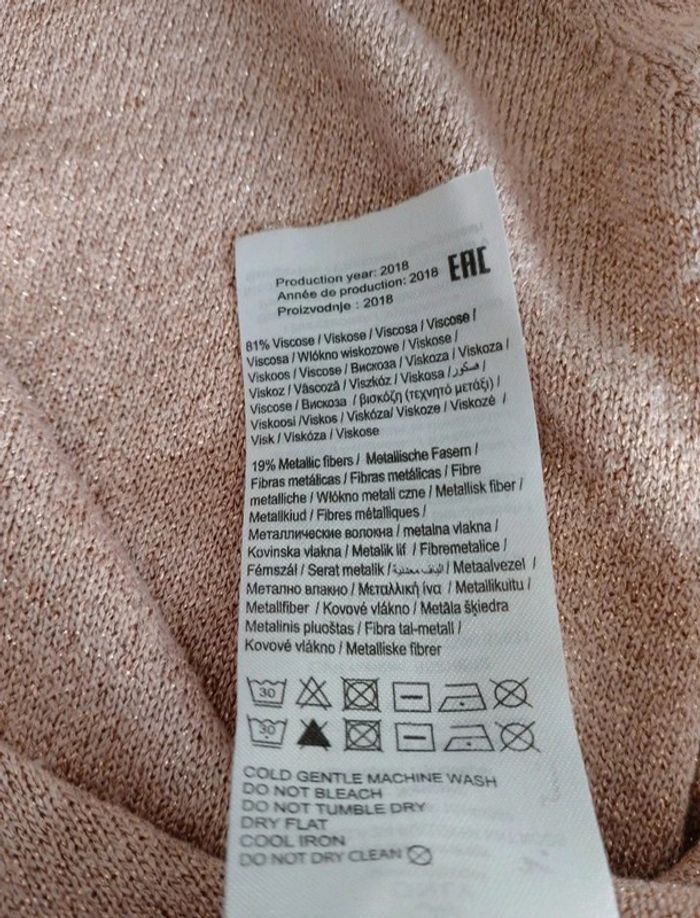 Production year: 2018
Année de production: 2018
Proizvodnje : 2018
EAC
81% Viscose / Viskose / Viscosa / Viscose /
Viscosa / Włókno wiskozowe / Viskose /
Viskoos / Viscose / Вискоза / Viskoza / Viskoza /
Viskoz / Vâscoză / Viszkóz / Viskosa / فسكوز /
Viscose / Вискоза / βισκόζη (τεχνητό μετάξι) /
Viskoosi /Viskos / Viskóza/ Viskoze / Viskozė /
Visk / Viskóza / Viskose
19% Metallic fibers / Metallische Fasern /
Fibras metálicas / Fibras metálicas / Fibre
metalliche / Włókno metali czne / Metallisk fiber /
Metallkiud / Fibres métalliques /
Металлические волокна / metalna vlakna /
Kovinska vlakna / Metalik lif / Fibremetalice /
Fémszál / Serat metalik / ألياف معدنية / Metaalvezel /
Метално влакно / Μεταλλική ίνα / Metallikuitu /
Metallfiber / Kovové vlákno / Metāla šķiedra
Metalinis pluoštas / Fibra tal-metall /
Kovové vlákno / Metalliske fibrer
30
30
COLD GENTLE MACHINE WASH
DO NOT BLEACH
DO NOT TUMBLE DRY
DRY FLAT
COOL IRON
DO NOT DRY CLEAN